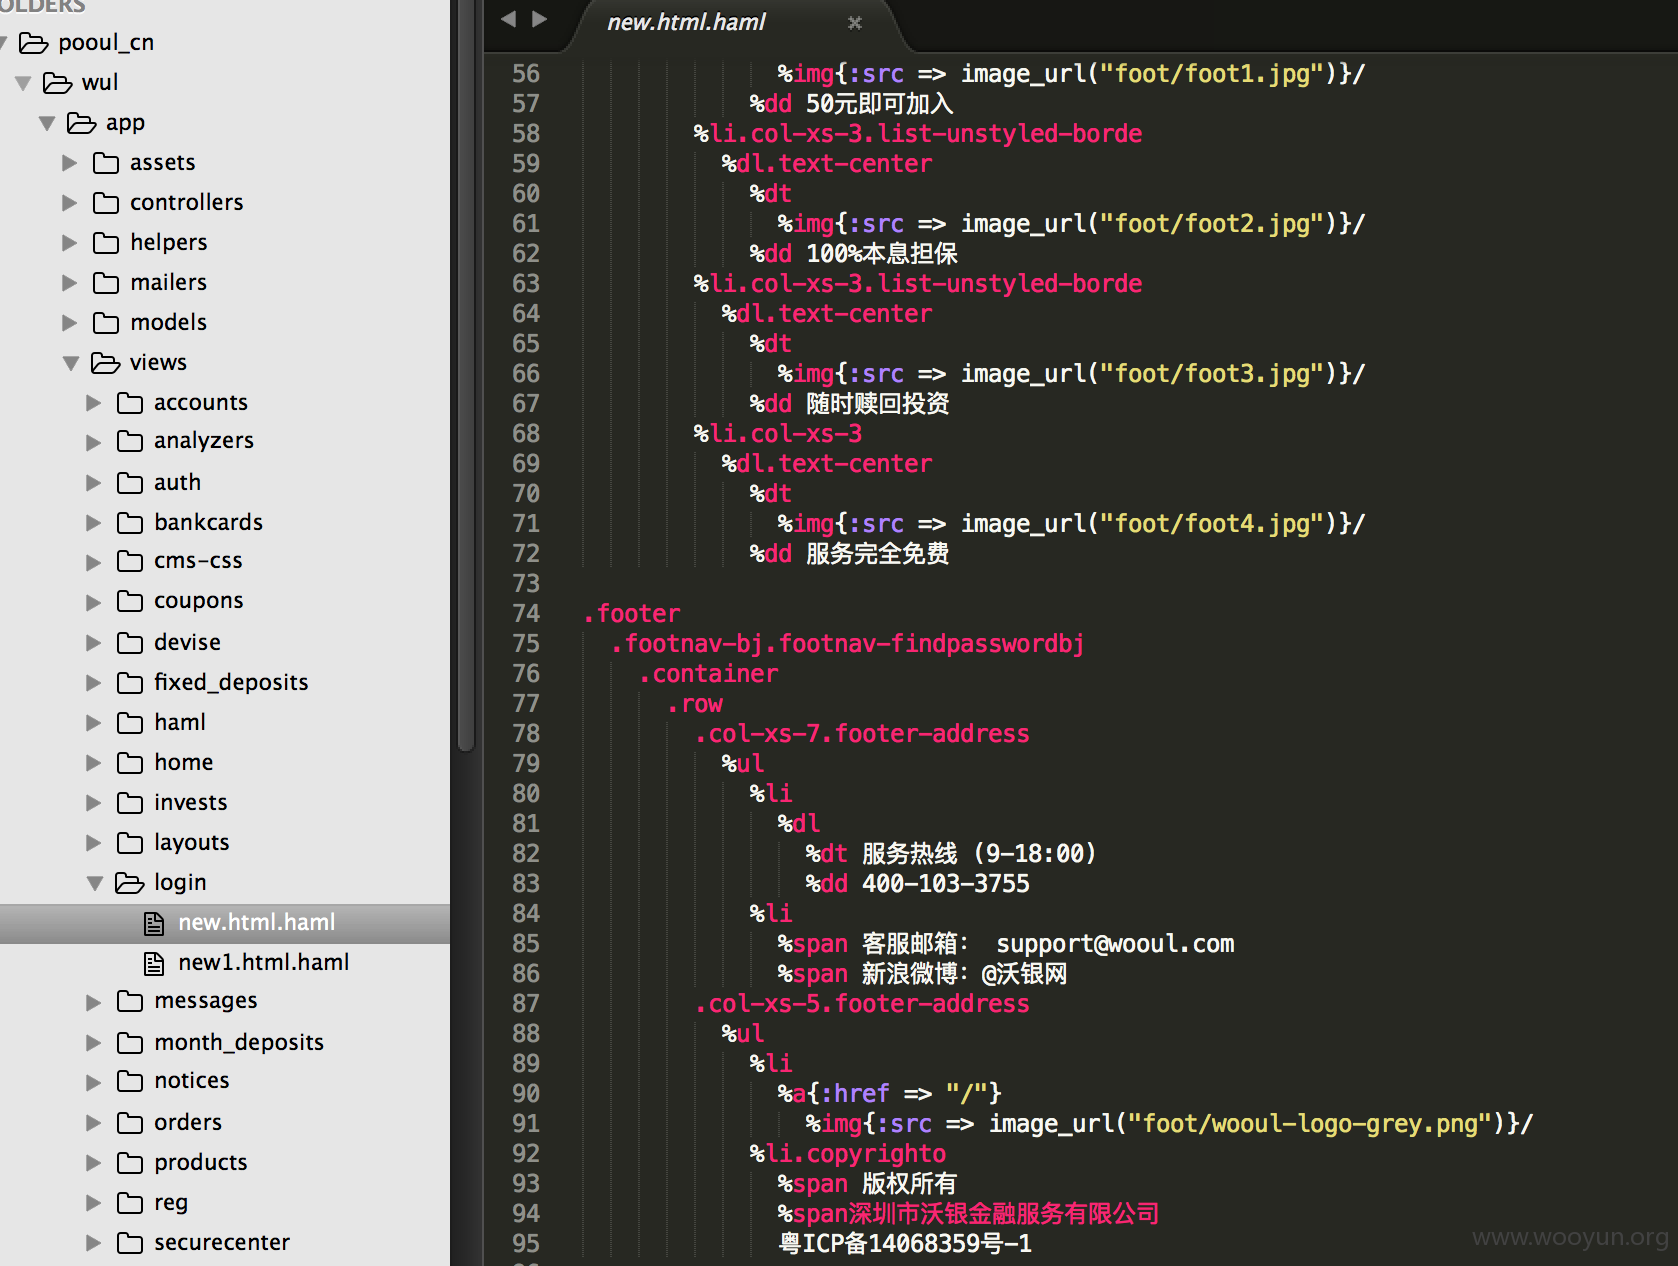 OLDERS
pooul_cn
wul
app
assets
controllers
helpers
mailers
models
views
accounts
analyzers
auth
bankcards
cms-css
coupons
devise
fixed_deposits
haml
home
invests
layouts
login
new.html.haml
new1.html.haml
messages
month_deposits
notices
orders
products
reg
securecenter
new.html.haml
56 %img{:src => image_url("foot/foot1.jpg")}/
57 %dd 50元即可加入
58 %li.col-xs-3.list-unstyled-borde
59 %dl.text-center
60 %dt
61 %img{:src => image_url("foot/foot2.jpg")}/
62 %dd 100%本息担保
63 %li.col-xs-3.list-unstyled-borde
64 %dl.text-center
65 %dt
66 %img{:src => image_url("foot/foot3.jpg")}/
67 %dd 随时赎回投资
68 %li.col-xs-3
69 %dl.text-center
70 %dt
71 %img{:src => image_url("foot/foot4.jpg")}/
72 %dd 服务完全免费
73
74 .footer
75 .footnav-bj.footnav-findpasswordbj
76 .container
77 .row
78 .col-xs-7.footer-address
79 %ul
80 %li
81 %dl
82 %dt 服务热线 (9-18:00)
83 %dd 400-103-3755
84 %li
85 %span 客服邮箱： support@wooul.com
86 %span 新浪微博：@沃银网
87 .col-xs-5.footer-address
88 %ul
89 %li
90 %a{:href => "/"}
91 %img{:src => image_url("foot/wooul-logo-grey.png")}/
92 %li.copyrighto
93 %span 版权所有
94 %span深圳市沃银金融服务有限公司
95 粤ICP备14068359号-1
www.wooyun.org